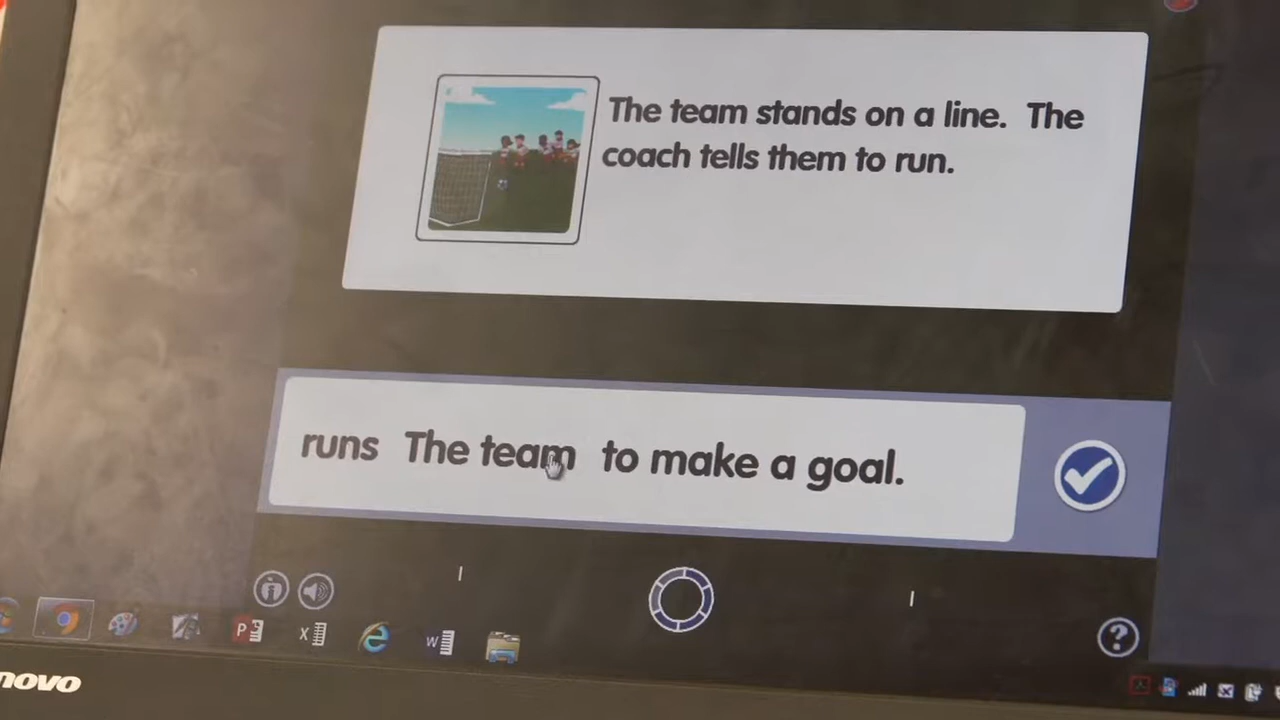 The team stands on a line. The
coach tells them to run.
runs The team to make a goal.
novo